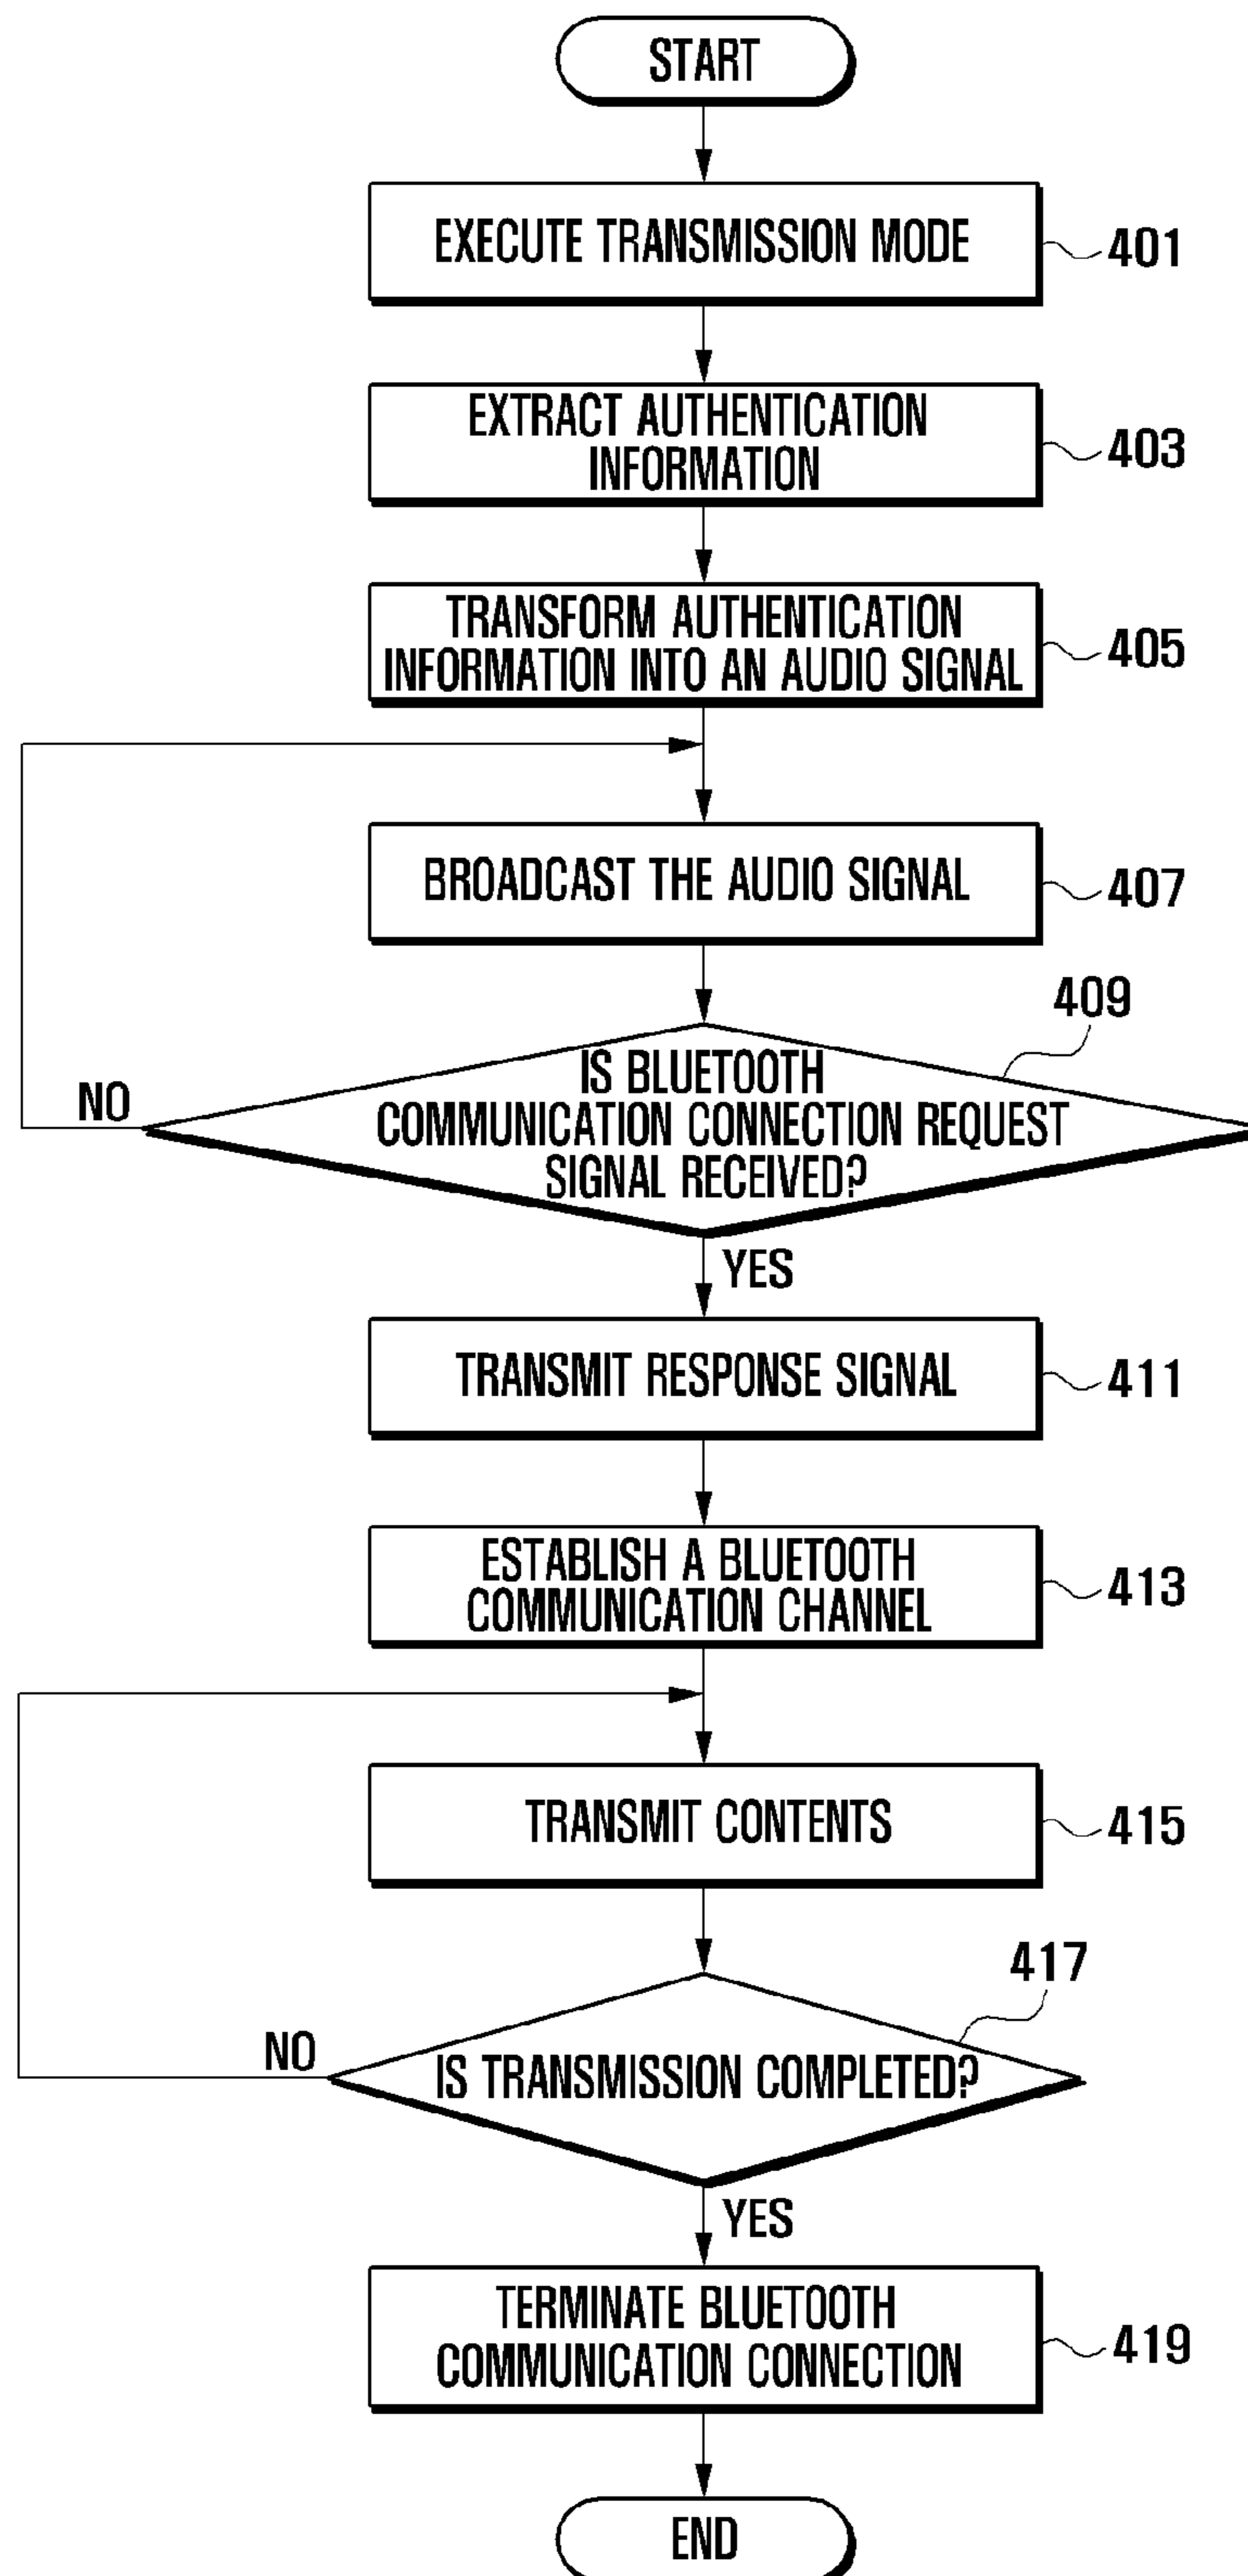 START
EXECUTE TRANSMISSION MODE
401
EXTRACT AUTHENTICATION
INFORMATION
403
TRANSFORM AUTHENTICATION
INFORMATION INTO AN AUDIO SIGNAL
405
BROADCAST THE AUDIO SIGNAL
407
409
IS BLUETOOTH
COMMUNICATION CONNECTION REQUEST
SIGNAL RECEIVED?
NO
YES
TRANSMIT RESPONSE SIGNAL
411
ESTABLISH A BLUETOOTH
COMMUNICATION CHANNEL
413
TRANSMIT CONTENTS
415
417
IS TRANSMISSION COMPLETED?
NO
YES
TERMINATE BLUETOOTH
COMMUNICATION CONNECTION
419
END